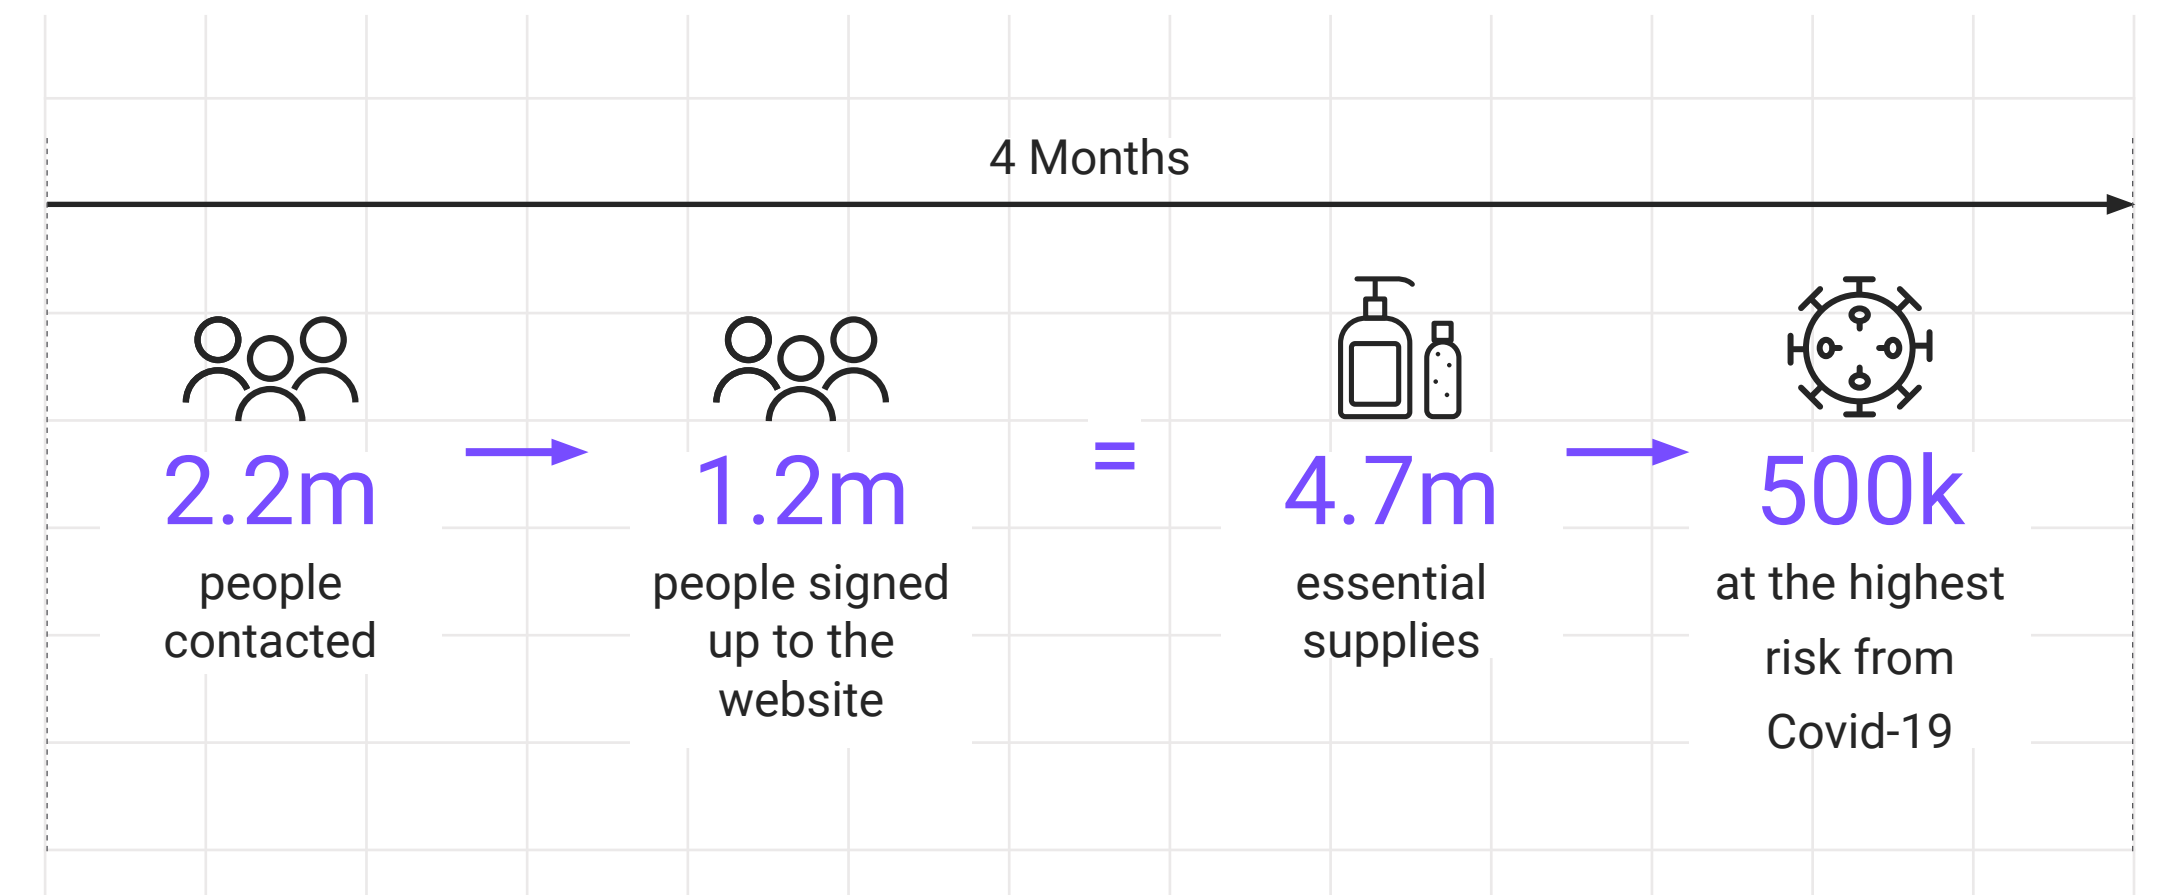 4 Months
2.2m
people
contacted
1.2m
people signed
up to the
website
=
4.7m
essential
supplies
500k
at the highest
risk from
Covid-19